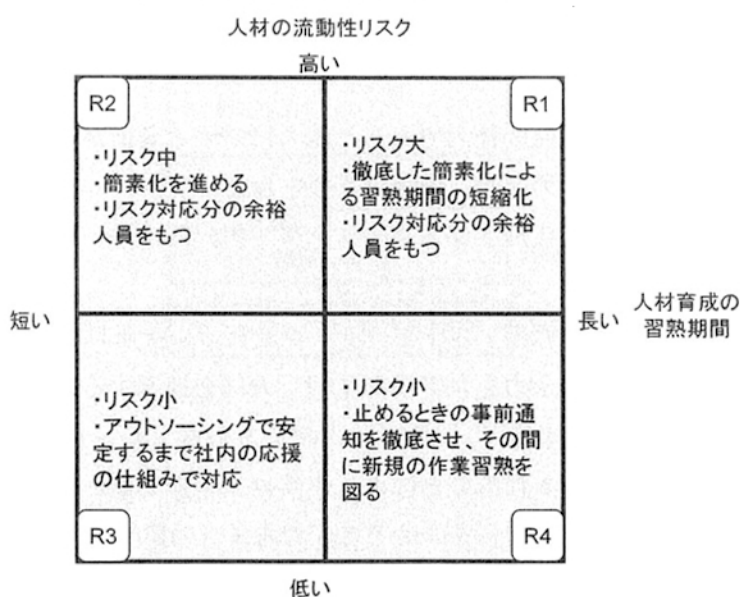 人材の流動性リスク
高い
R2
R1
・リスク中
・簡素化を進める
・リスク対応分の余裕
人員をもつ
・リスク大
・徹底した簡素化によ
る習熟期間の短縮化
・リスク対応分の余裕
人員をもつ
短い
長い
人材育成の
習熟期間
・リスク小
・アウトソーシングで安
定するまで社内の応援
の仕組みで対応
・リスク小
・止めるときの事前通
知を徹底させ、その間
に新規の作業習熟を
図る
R3
R4
低い